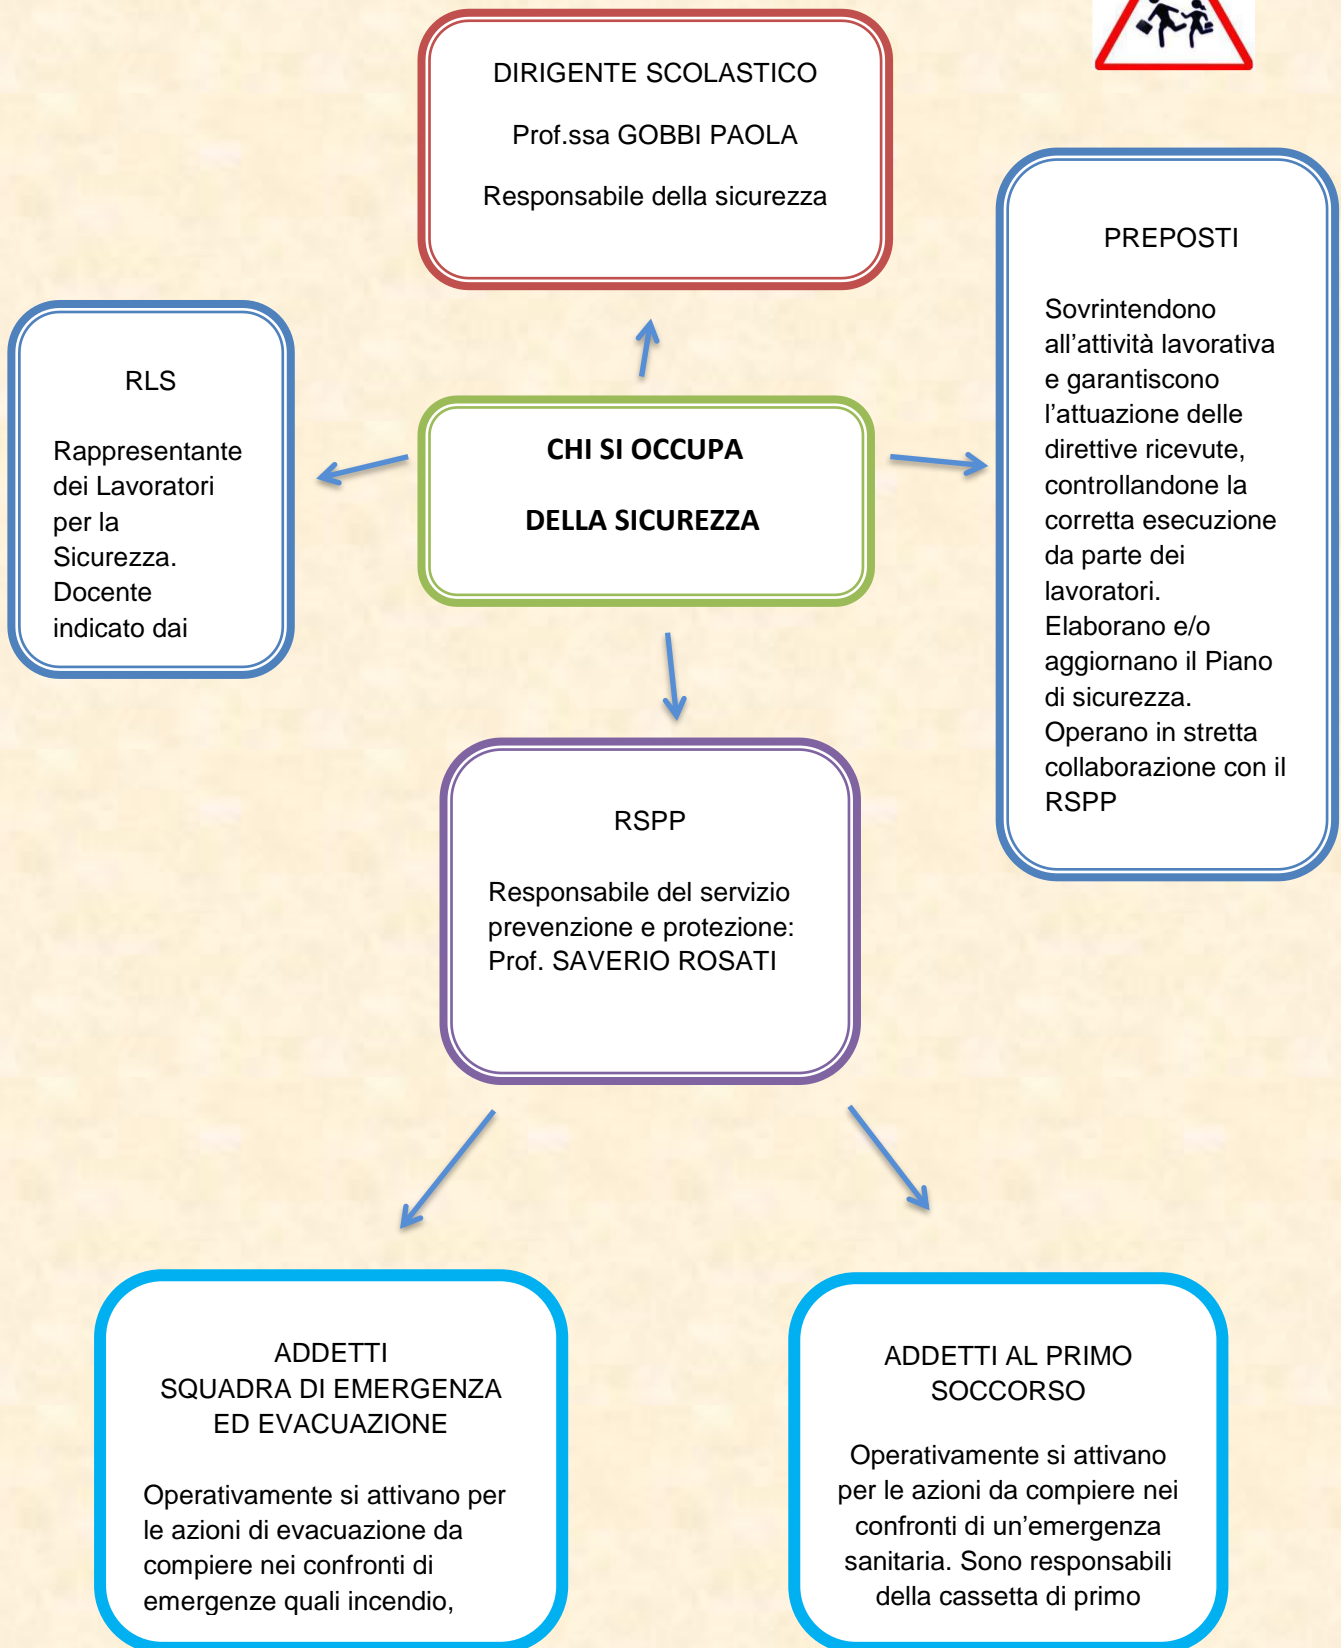 DIRIGENTE SCOLASTICO
Prof.ssa GOBBI PAOLA
Responsabile della sicurezza
PREPOSTI
Sovrintendono
all’attività lavorativa
e garantiscono
l’attuazione delle
direttive ricevute,
controllandone la
corretta esecuzione
da parte dei
lavoratori.
Elaborano e/o
aggiornano il Piano
di sicurezza.
Operano in stretta
collaborazione con il
RSPP
RLS
Rappresentante
dei Lavoratori
per la
Sicurezza.
Docente
indicato dai
CHI SI OCCUPA
DELLA SICUREZZA
RSPP
Responsabile del servizio
prevenzione e protezione:
Prof. SAVERIO ROSATI
ADDETTI
SQUADRA DI EMERGENZA
ED EVACUAZIONE
Operativamente si attivano per
le azioni di evacuazione da
compiere nei confronti di
emergenze quali incendio,
ADDETTI AL PRIMO
SOCCORSO
Operativamente si attivano
per le azioni da compiere nei
confronti di un’emergenza
sanitaria. Sono responsabili
della cassetta di primo